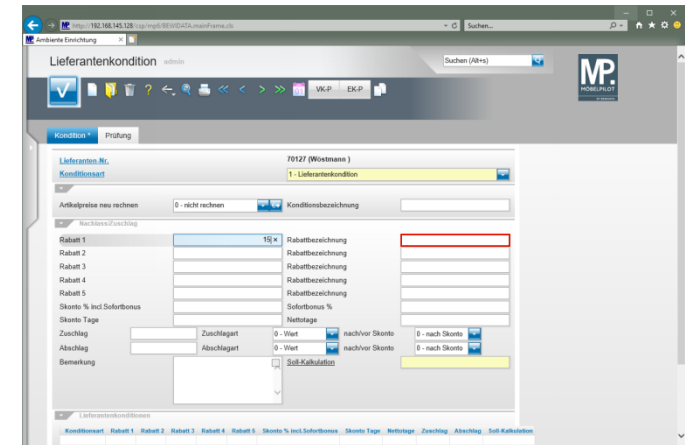 http://192.168.145.128/csp/mp6/BEWIDATA.mainFrame.cls
Suchen...
Ambiente Einrichtung
Lieferantenkondition admin
Suchen (Alt+s)
MP.
MÖBELPILOT
VK-P EK-P
Kondition * Prüfung
Lieferanten-Nr. 70127 (Wöstmann )
Konditionsart 1 - Lieferantenkondition
Artikelpreise neu rechnen 0 - nicht rechnen Konditionsbezeichnung
Nachlass/Zuschlag
Rabatt 1 15 Rabattbezeichnung
Rabatt 2 Rabattbezeichnung
Rabatt 3 Rabattbezeichnung
Rabatt 4 Rabattbezeichnung
Rabatt 5 Rabattbezeichnung
Skonto % incl.Sofortbonus Sofortbonus %
Skonto Tage Nettotage
Zuschlag Zuschlagart 0 - Wert nach/vor Skonto 0 - nach Skonto
Abschlag Abschlagart 0 - Wert nach/vor Skonto 0 - nach Skonto
Bemerkung Soll-Kalkulation
Lieferantenkonditionen
Konditionsart Rabatt 1 Rabatt 2 Rabatt 3 Rabatt 4 Rabatt 5 Skonto % incl.Sofortbonus Skonto Tage Nettotage Zuschlag Abschlag Soll-Kalkulation